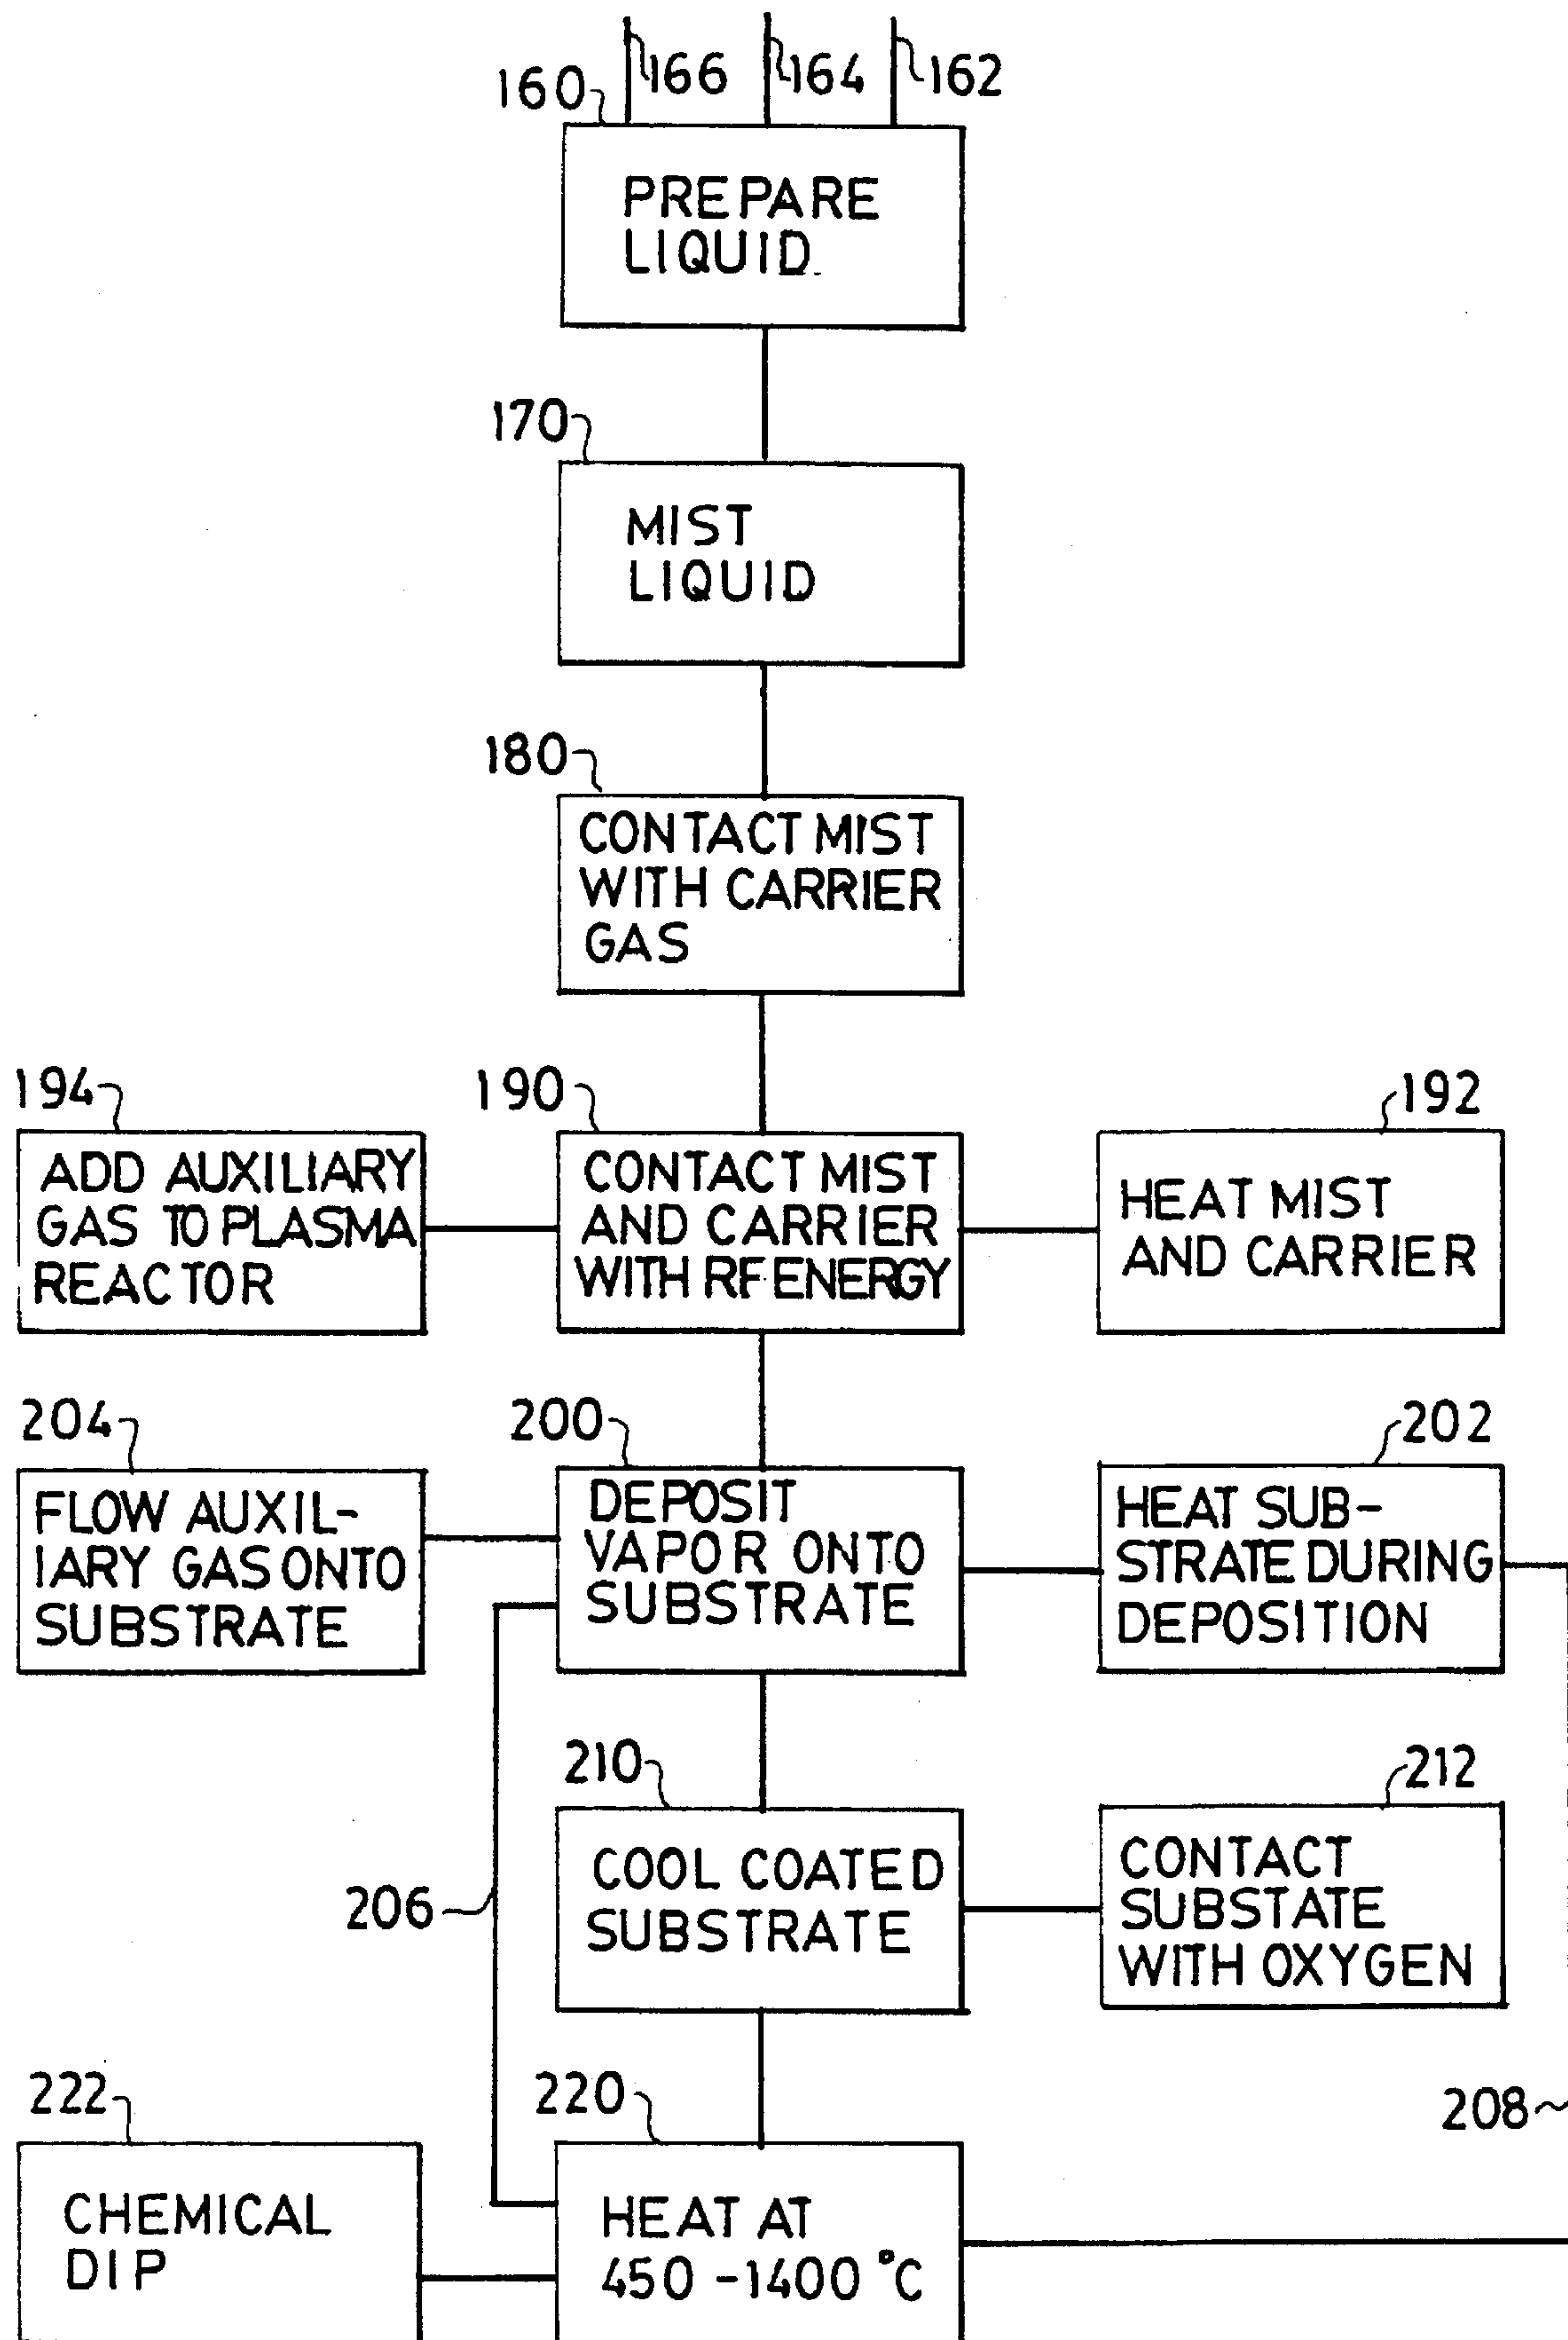 166
164
162
160
PREPARE
LIQUID
170
MIST
LIQUID
180
CONTACT MIST
WITH CARRIER
GAS
194
ADD AUXILIARY
GAS TO PLASMA
REACTOR
190
CONTACT MIST
AND CARRIER
WITH RF ENERGY
192
HEAT MIST
AND CARRIER
204
FLOW AUXIL-
IARY GAS ONTO
SUBSTRATE
200
DEPOSIT
VAPOR ONTO
SUBSTRATE
202
HEAT SUB-
STRATE DURING
DEPOSITION
210
COOL COATED
SUBSTRATE
212
CONTACT
SUBSTATE
WITH OXYGEN
206
208
222
CHEMICAL
DIP
220
HEAT AT
450 -1400 °C